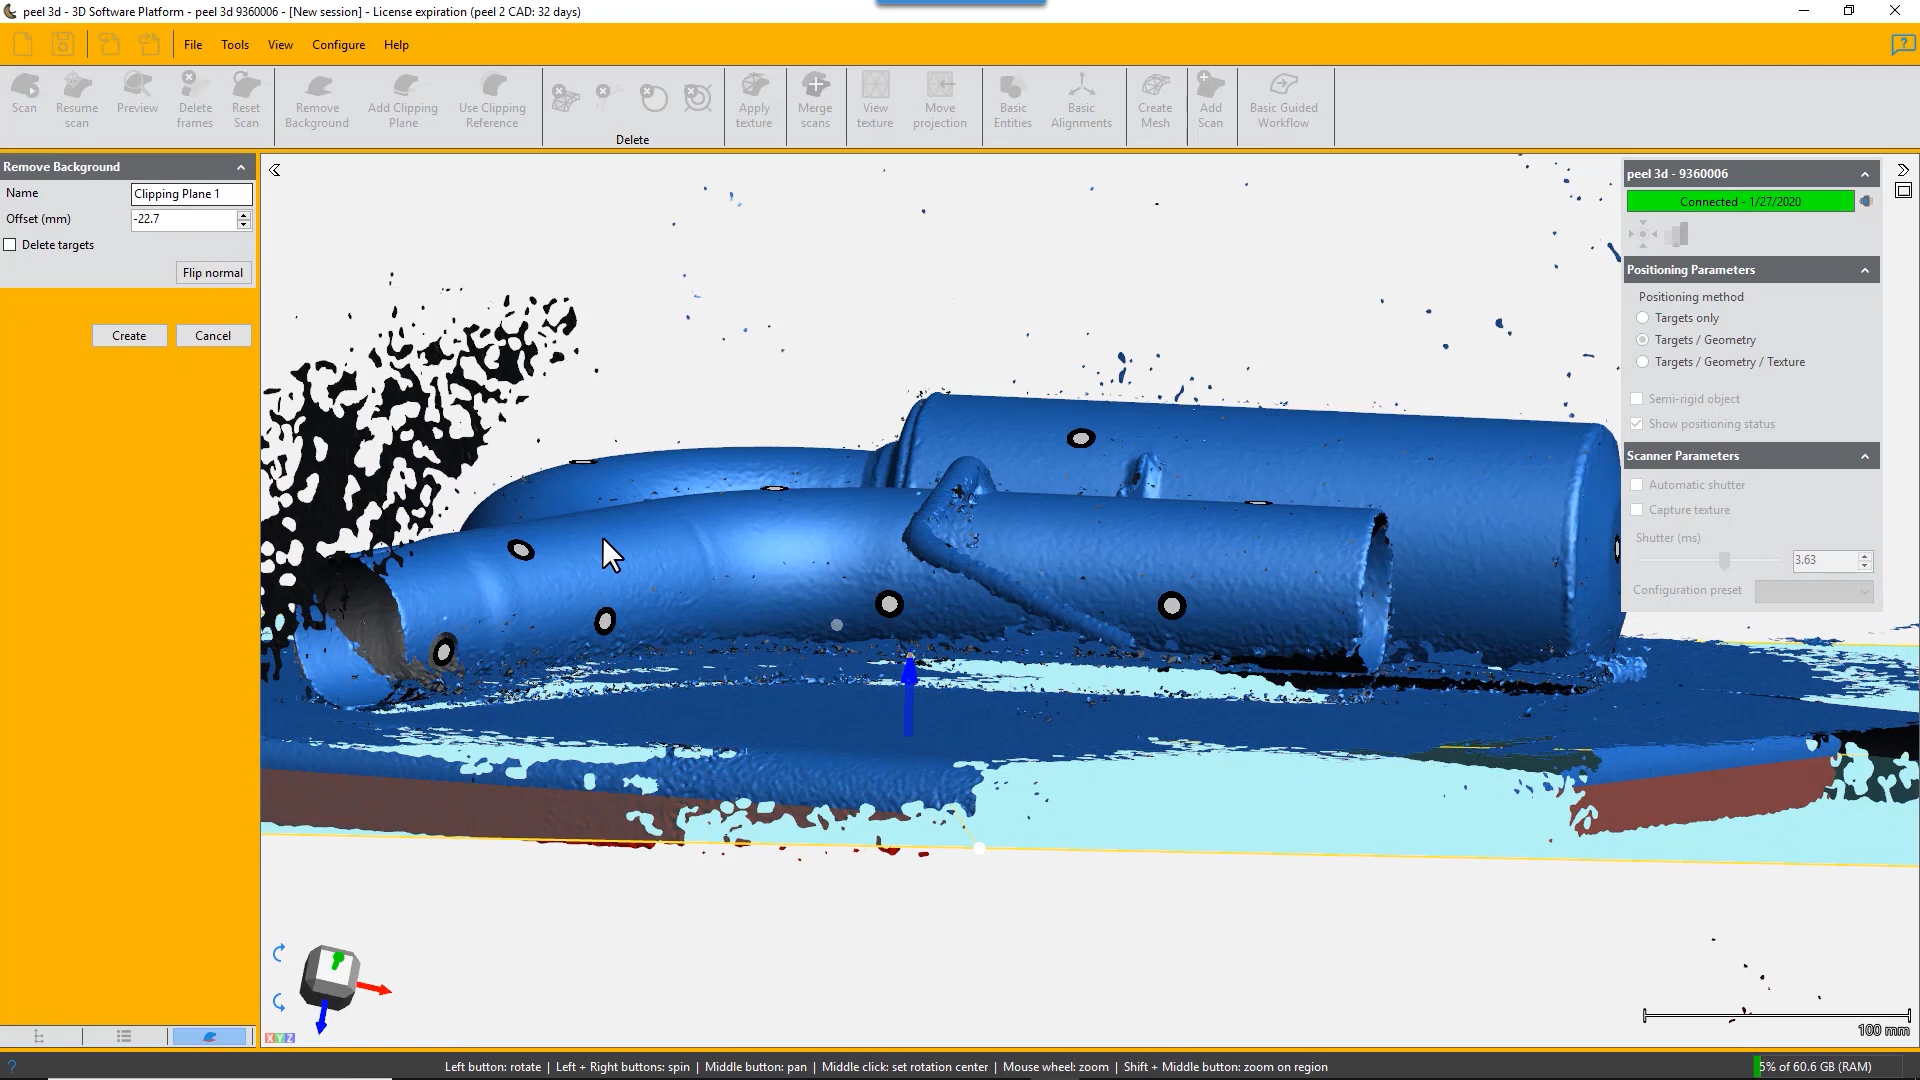 peel 3d - 3D Software Platform - peel 3d 9360006 - [New session] - License expiration (peel 2 CAD: 32 days)
File Tools View Configure Help
Scan
Resume scan
Preview
Delete frames
Reset Scan
Remove Background
Add Clipping Plane
Use Clipping Reference
Delete
Apply texture
Merge scans
View texture
Move projection
Basic Entities
Basic Alignments
Create Mesh
Add Scan
Basic Guided Workflow
Remove Background
Name Clipping Plane 1
Offset (mm) -22.7
Delete targets
Flip normal
Create Cancel
peel 3d - 9360006
Connected - 1/27/2020
Positioning Parameters
Positioning method
Targets only
Targets / Geometry
Targets / Geometry / Texture
Semi-rigid object
Show positioning status
Scanner Parameters
Automatic shutter
Capture texture
Shutter (ms)
3.63
Configuration preset
XYZ
100 mm
? Left button: rotate | Left + Right buttons: spin | Middle button: pan | Middle click: set rotation center | Mouse wheel: zoom | Shift + Middle button: zoom on region 5% of 60.6 GB (RAM)